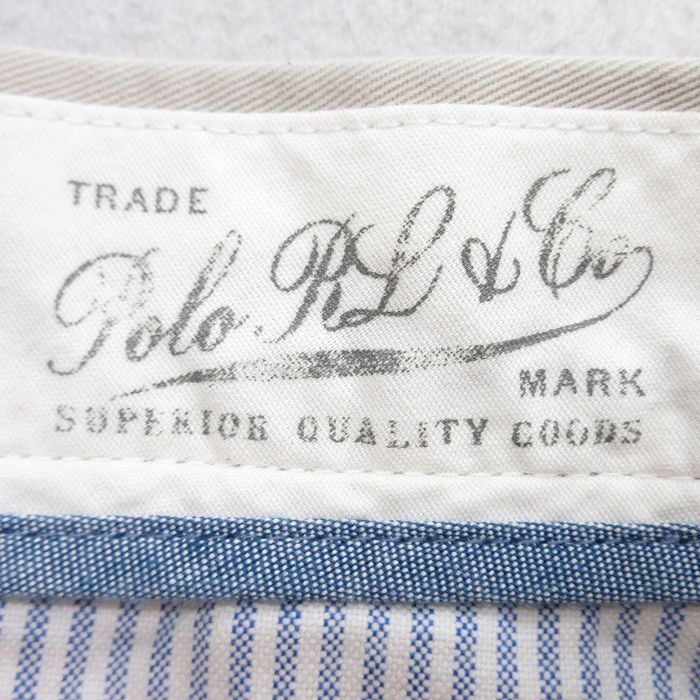 TRADE
Polo. RL & Co
MARK
SUPERIOR QUALITY GOODS